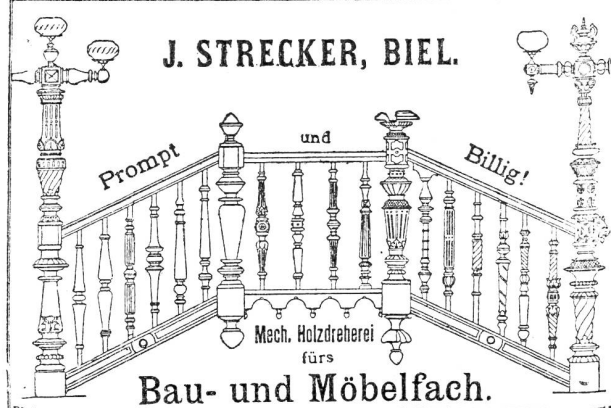 J. STRECKER, BIEL.
Prompt und Billig!
Mech. Holzdreherei
fürs
Bau- und Möbelfach.